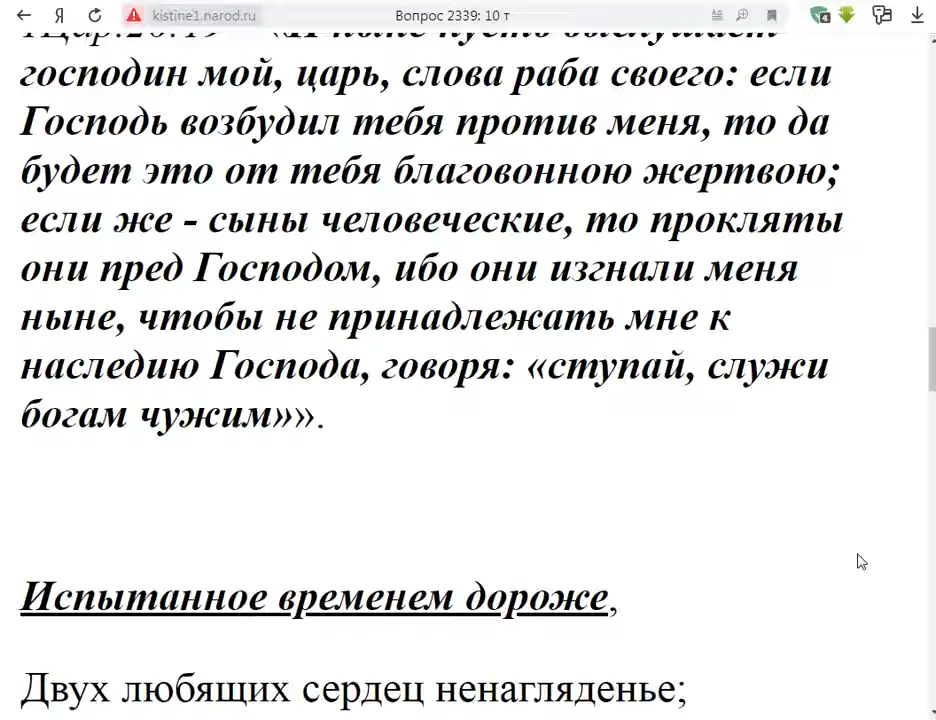 kistine1.narod.ru
Вопрос 2339: 10 т
господин мой, царь, слова раба своего: если
Господь возбудил тебя против меня, то да
будет это от тебя благовонною жертвою;
если же - сыны человеческие, то прокляты
они пред Господом, ибо они изгнали меня
ныне, чтобы не принадлежать мне к
наследию Господа, говоря: «ступай, служи
богам чужим»».
Испытанное временем дороже,
Двух любящих сердец ненагляденье;